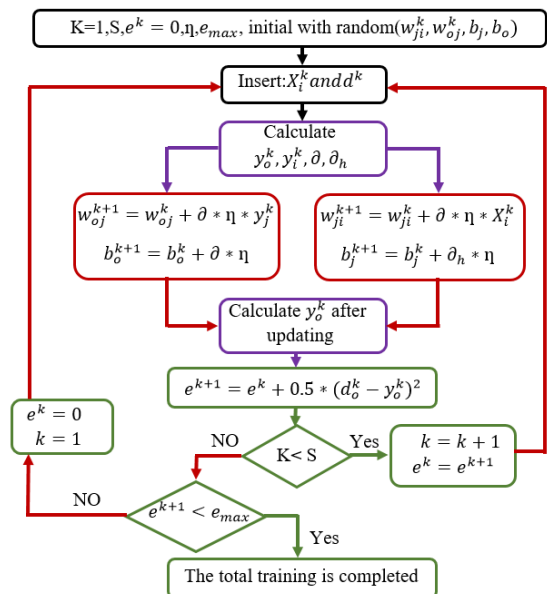 K=1,S,e^k = 0,η,e_max, initial with random(w_ji^k,w_oj^k,b_j,b_o)
Insert:X_i^k and d^k
Calculate
y_o^k, y_i^k, ∂, ∂_h
w_oj^{k+1} = w_oj^k + ∂ * η * y_j^k
b_o^{k+1} = b_o^k + ∂ * η
w_ji^{k+1} = w_ji^k + ∂ * η * X_i^k
b_j^{k+1} = b_j^k + ∂_h * η
Calculate y_o^k after
updating
e^{k+1} = e^k + 0.5 * (d_o^k − y_o^k)^2
e^k = 0
k = 1
NO
K< S
Yes
k = k + 1
e^k = e^{k+1}
NO
e^{k+1} < e_max
Yes
The total training is completed